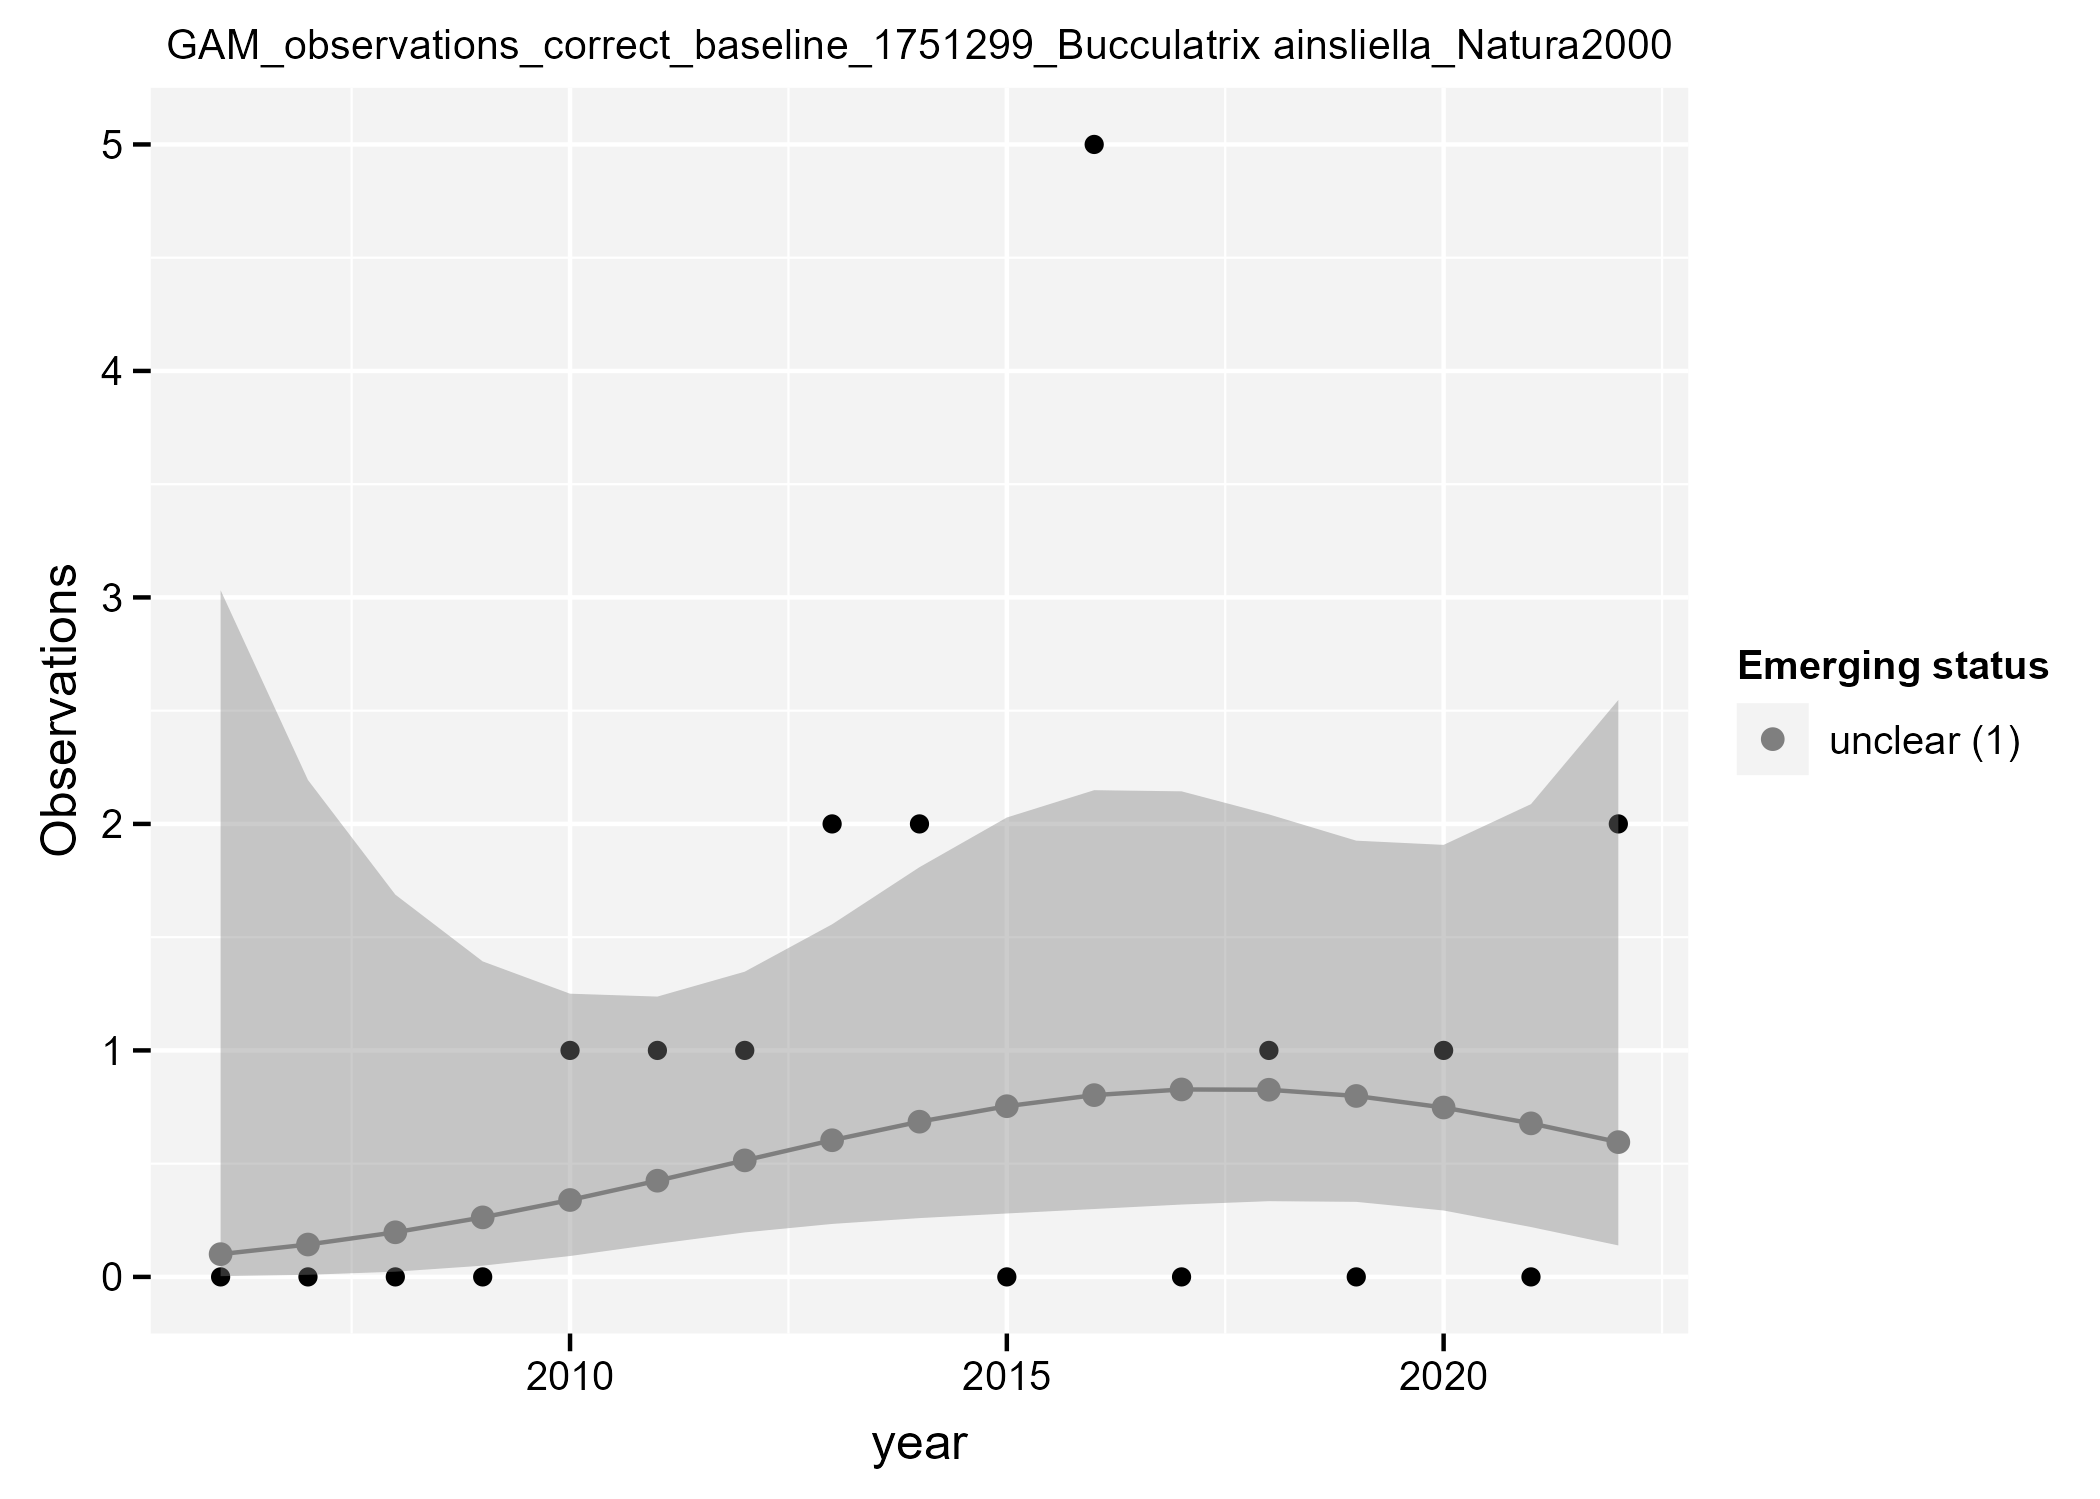 GAM_observations_correct_baseline_1751299_Bucculatrix ainsliella_Natura2000
5
4
3
2
1
0
Observations
2010
2015
2020
year
Emerging status
unclear (1)